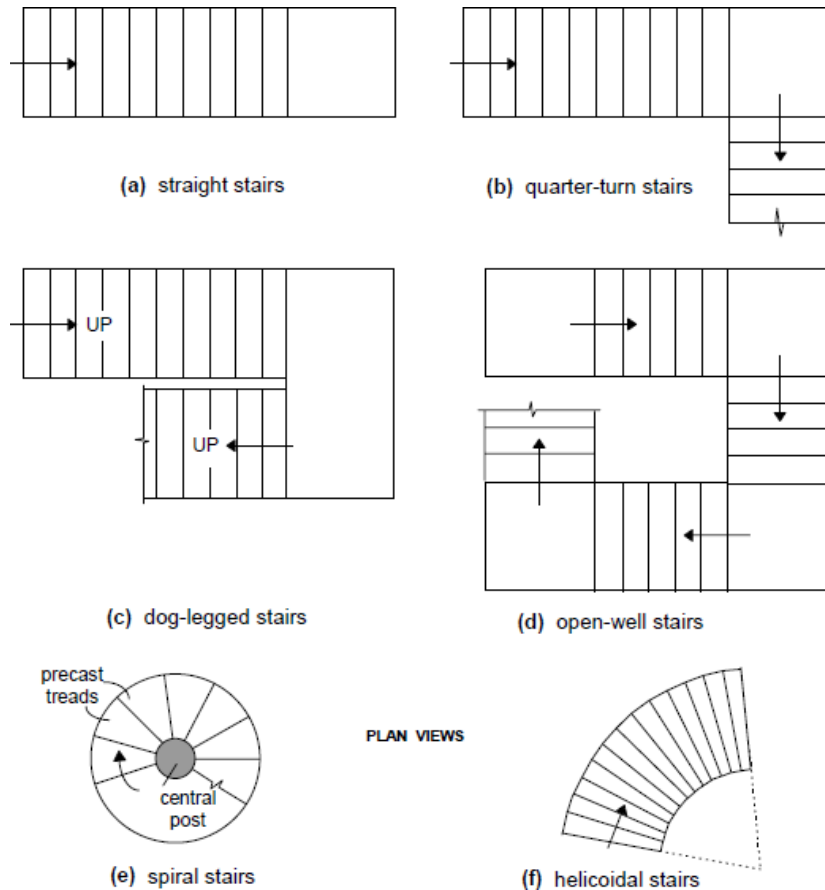 (a) straight stairs
(b) quarter-turn stairs
UP
UP
(c) dog-legged stairs
(d) open-well stairs
precast
treads
central
post
PLAN VIEWS
(e) spiral stairs
(f) helicoidal stairs